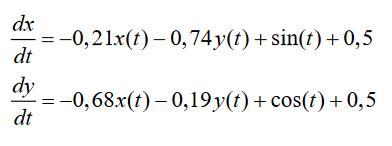 dx/dt = −0,21x(t) − 0,74y(t) + sin(t) + 0,5
dy/dt = −0,68x(t) − 0,19y(t) + cos(t) + 0,5